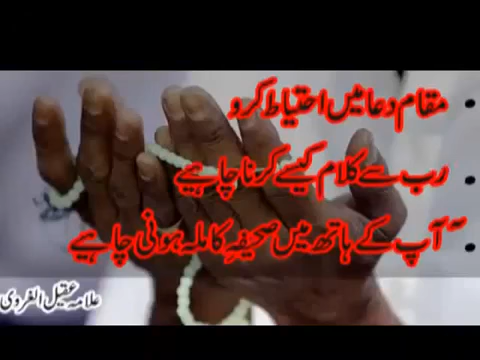 مقام دعا میں احتیاط کرو
رب سے کلام کیسے کرنا چاہیے
آپ کے ہاتھ میں صحیفہ کاملہ ہونی چاہیے
علامہ عقیل الغروی